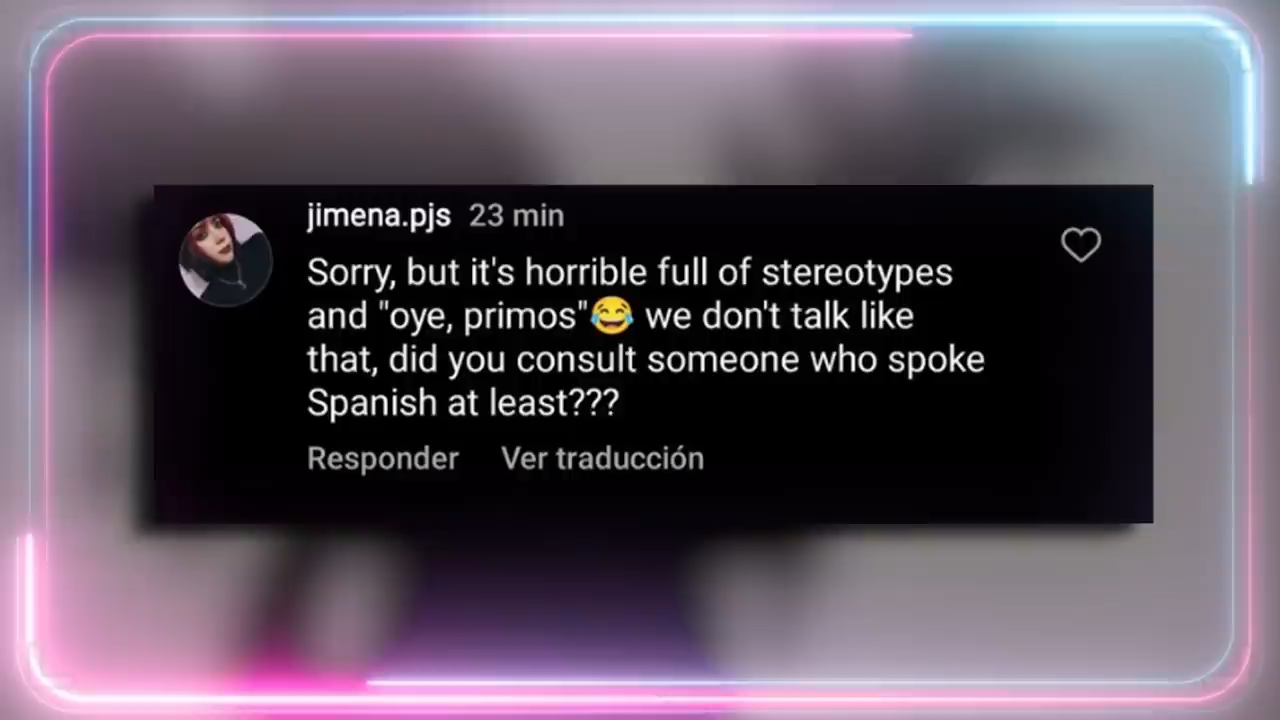 jimena.pjs 23 min
Sorry, but it's horrible full of stereotypes
and "oye, primos"😂 we don't talk like
that, did you consult someone who spoke
Spanish at least???
Responder Ver traducción